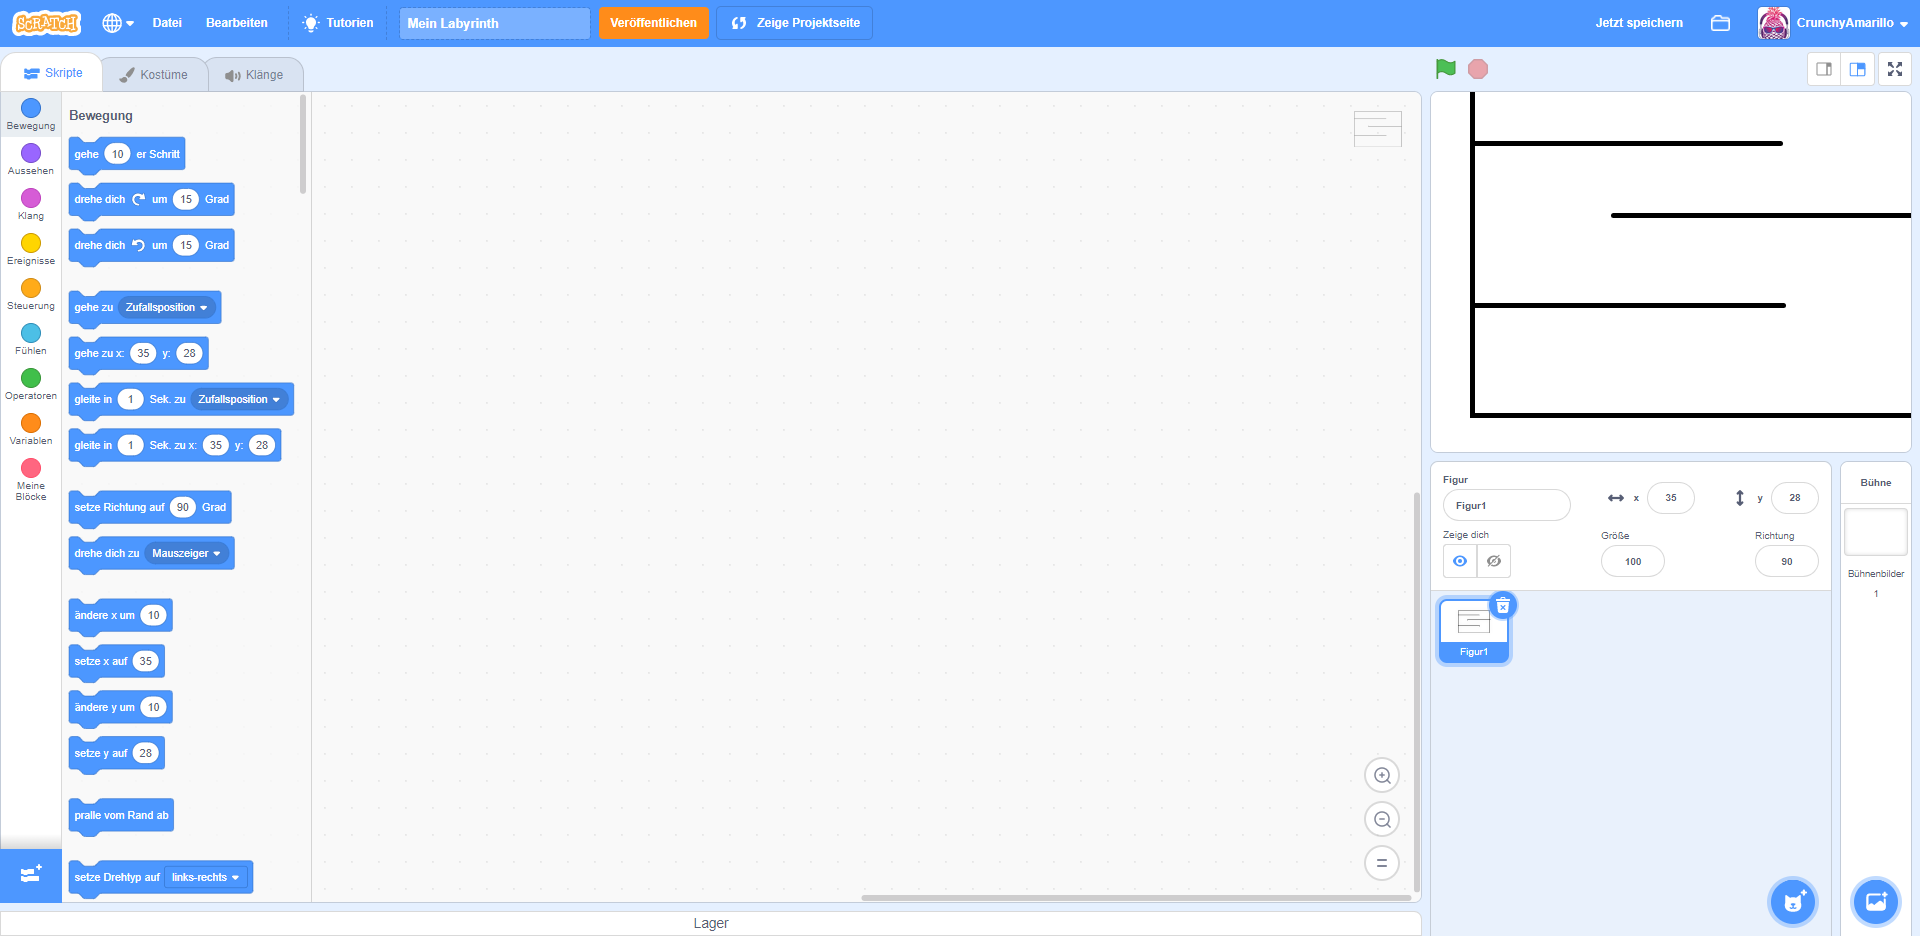 SCRATCH Datei Bearbeiten Tutorien Mein Labyrinth Veröffentlichen Zeige Projektseite Jetzt speichern CrunchyAmarillo
Skripte Kostüme Klänge
Bewegung
Aussehen
Klang
Ereignisse
Steuerung
Fühlen
Operatoren
Variablen
Meine
Blöcke
Bewegung
gehe 10 er Schritt
drehe dich um 15 Grad
drehe dich um 15 Grad
gehe zu Zufallsposition
gehe zu x: 35 y: 28
gleite in 1 Sek. zu Zufallsposition
gleite in 1 Sek. zu x: 35 y: 28
setze Richtung auf 90 Grad
drehe dich zu Mauszeiger
ändere x um 10
setze x auf 35
ändere y um 10
setze y auf 28
pralle vom Rand ab
setze Drehtyp auf links-rechts
Lager
Figur
Figur1 x 35 y 28
Zeige dich Größe Richtung
100 90
Figur1
Bühne
Bühnenbilder
1